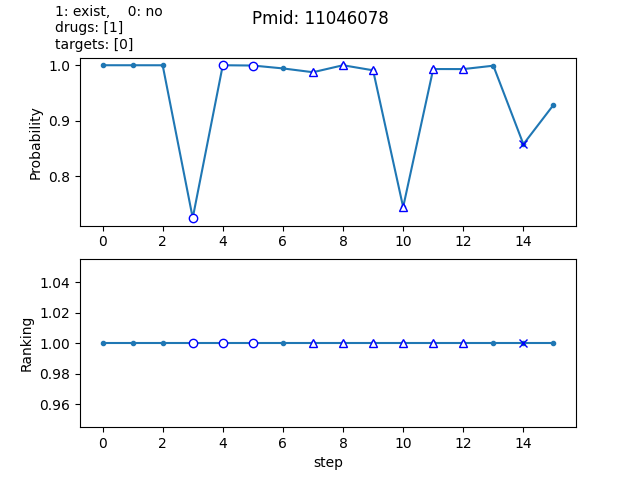 1: exist,    0: no
drugs: [1]
targets: [0]
Pmid: 11046078
1.0
0.9
0.8
Probability
0 2 4 6 8 10 12 14
1.04
1.02
1.00
0.98
0.96
Ranking
0 2 4 6 8 10 12 14
step